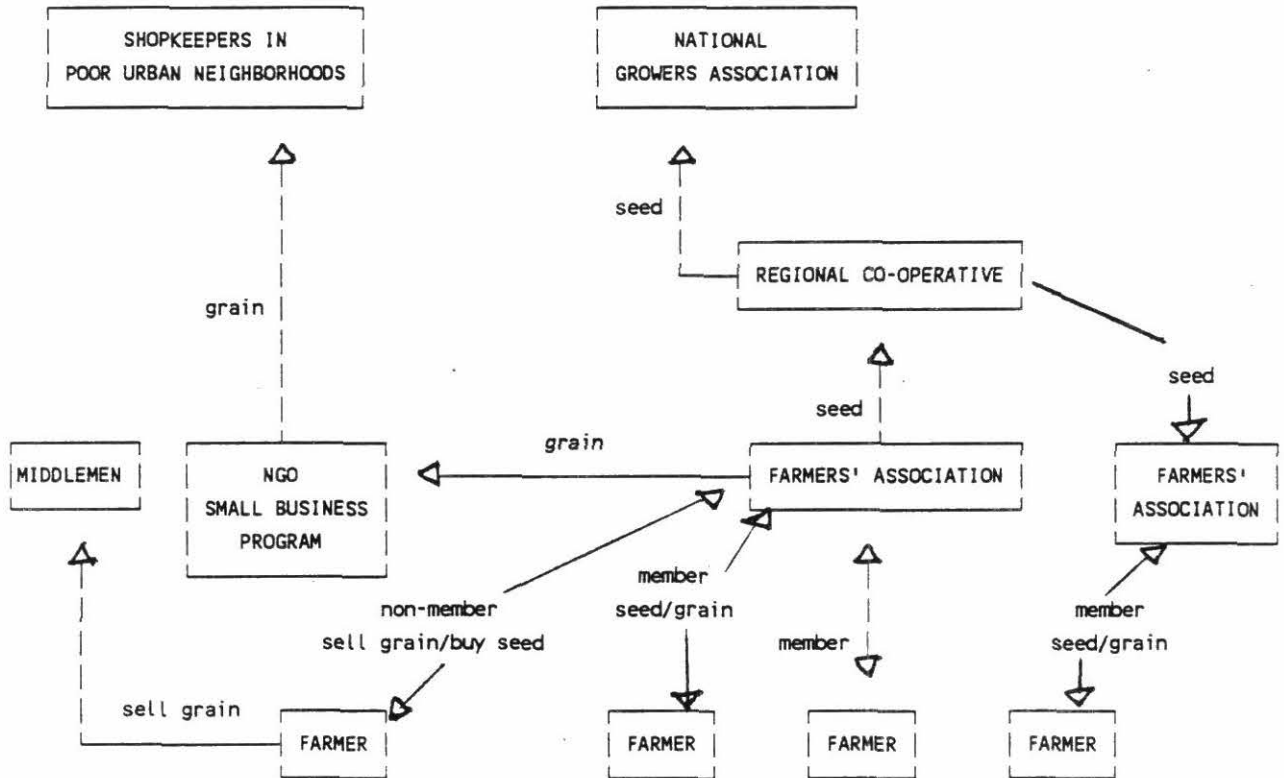 SHOPKEEPERS IN
POOR URBAN NEIGHBORHOODS
NATIONAL
GROWERS ASSOCIATION
seed
REGIONAL CO-OPERATIVE
grain
seed
seed
grain
MIDDLEMEN
NGO
SMALL BUSINESS
PROGRAM
FARMERS' ASSOCIATION
FARMERS'
ASSOCIATION
non-member
sell grain/buy seed
member
seed/grain
member
member
seed/grain
sell grain
FARMER
FARMER
FARMER
FARMER